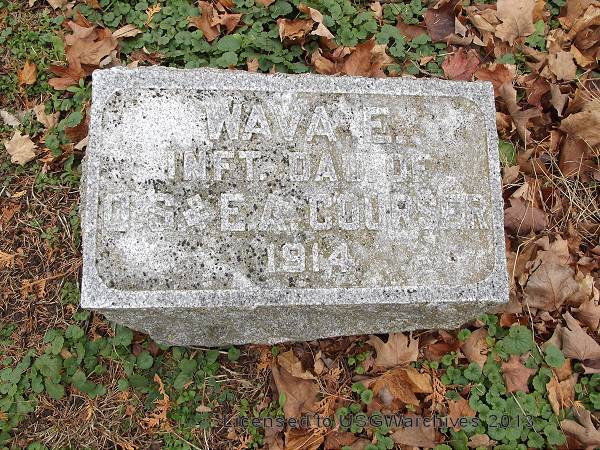 WAVA E.
INFT. DAU. OF
& E.A. COURSER
1914
Licensed to USGWarchives 2013